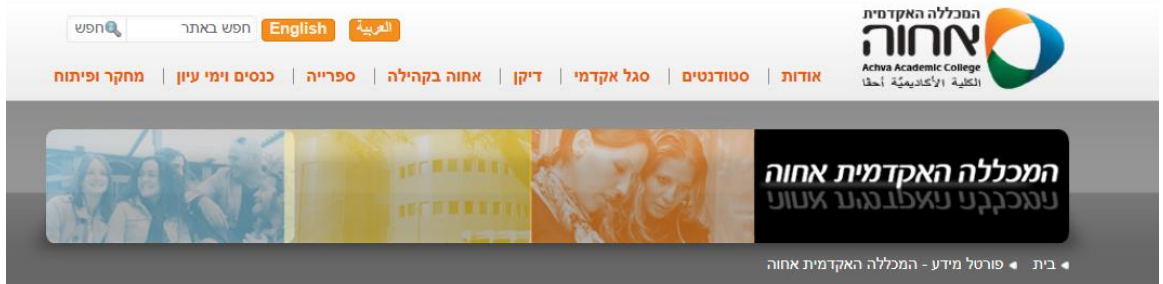 המכללה האקדמית
אחוה
Achva Academic College
الكلية الأكاديميّة أحڤا
العربية
English
חפש באתר
חפש
אודות | סטודנטים | סגל אקדמי | דיקן | אחוה בקהילה | ספרייה | כנסים וימי עיון | מחקר ופיתוח
המכללה האקדמית אחוה
בית
פורטל מידע - המכללה האקדמית אחוה